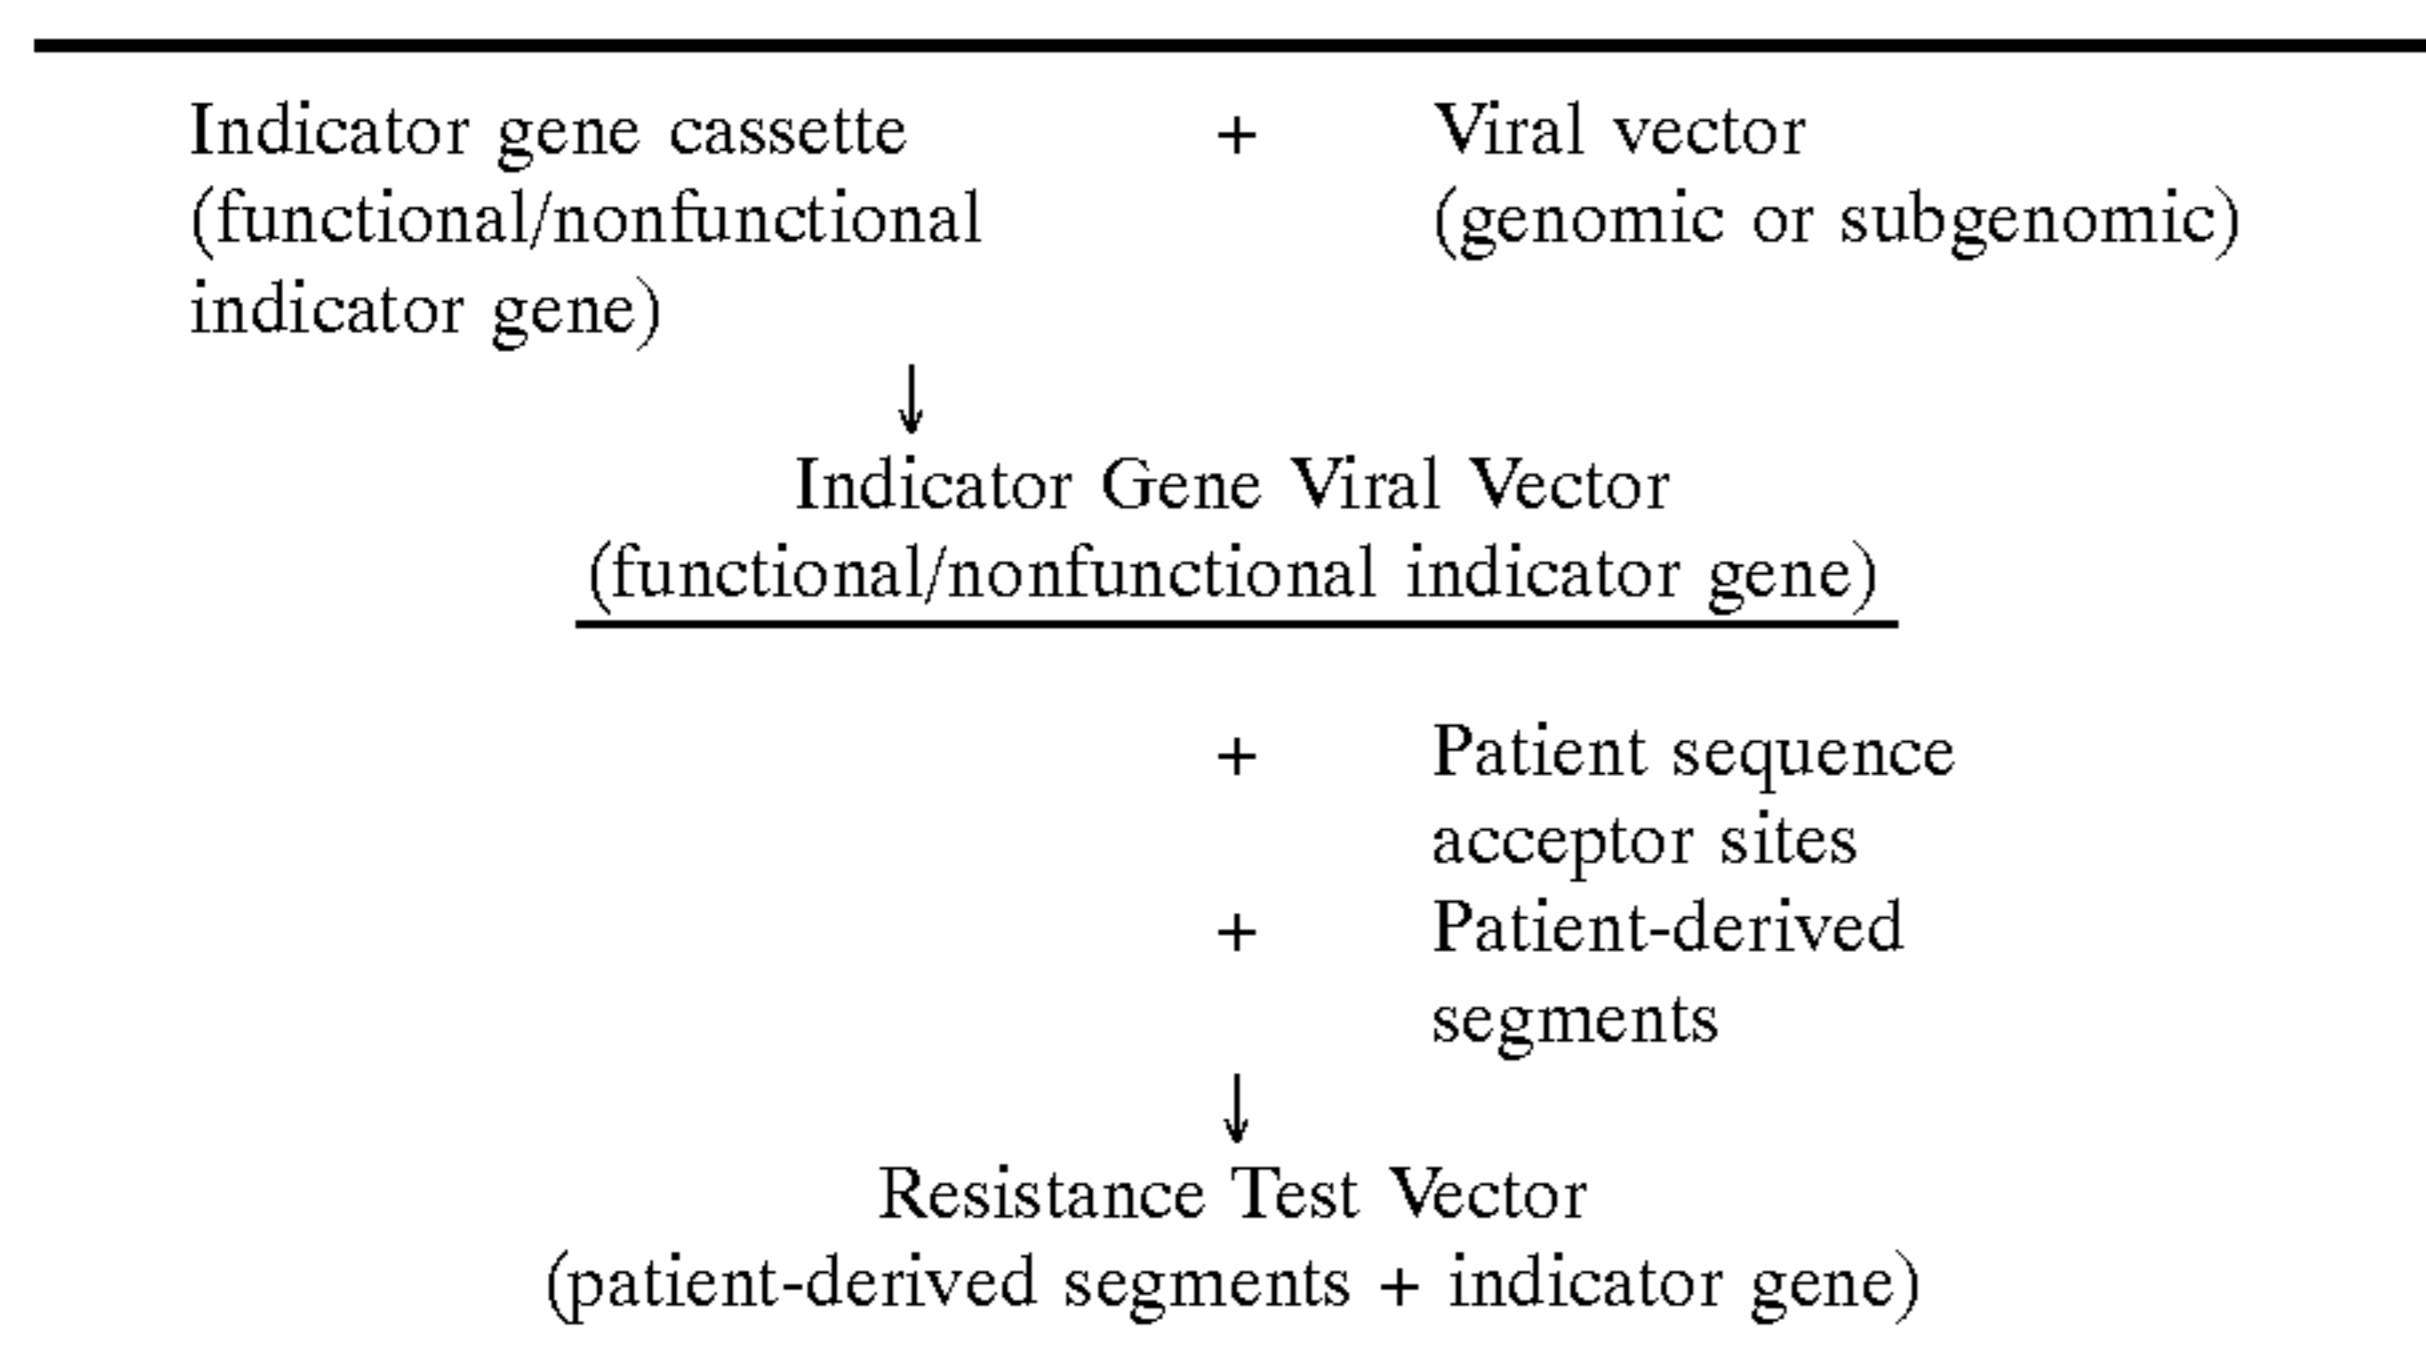 Indicator gene cassette + Viral vector
(functional/nonfunctional (genomic or subgenomic)
indicator gene)
↓
Indicator Gene Viral Vector
(functional/nonfunctional indicator gene)
+ Patient sequence
acceptor sites
+ Patient-derived
segments
↓
Resistance Test Vector
(patient-derived segments + indicator gene)